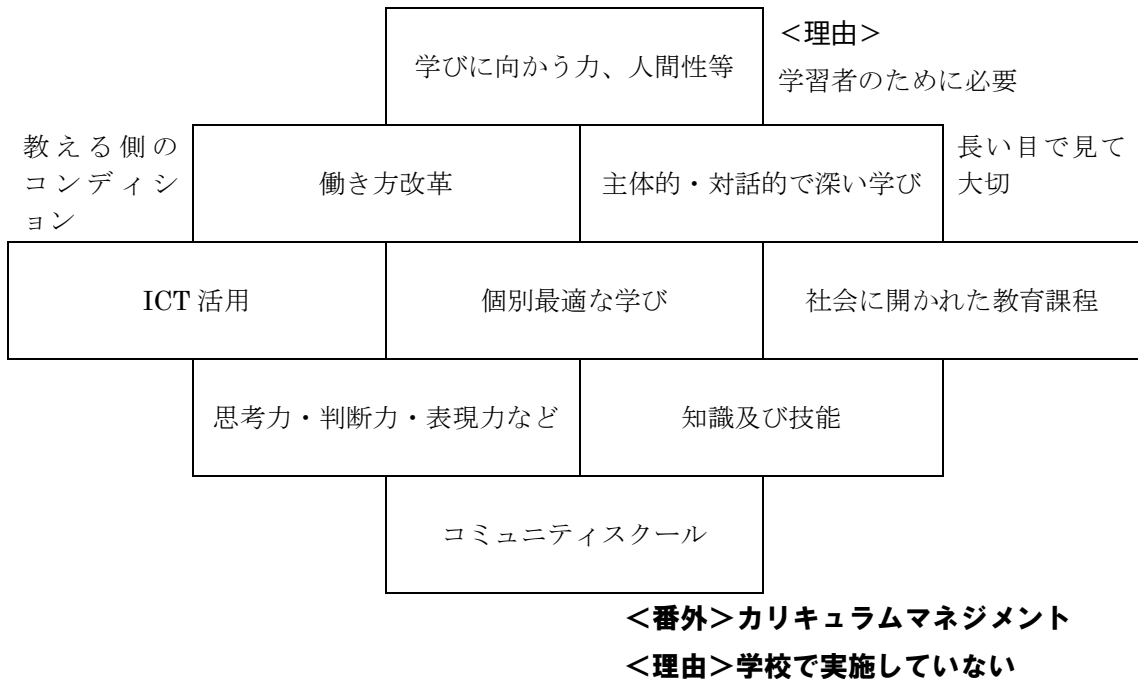 ＜理由＞
学びに向かう力、人間性等
学習者のために必要
教える側の
コンディシ
ョン
働き方改革
主体的・対話的で深い学び
長い目で見て
大切
ICT 活用
個別最適な学び
社会に開かれた教育課程
思考力・判断力・表現力など
知識及び技能
コミュニティスクール
＜番外＞カリキュラムマネジメント
＜理由＞学校で実施していない